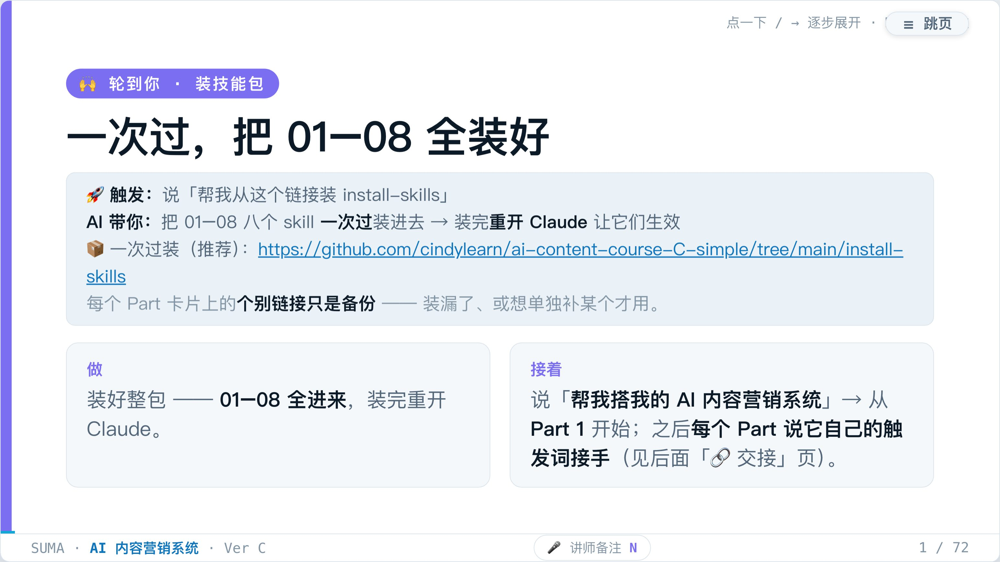 点一下 / → 逐步展开 ·
≡ 跳页
🙌 轮到你 · 装技能包
一次过，把 01—08 全装好
🚀 触发：说「帮我从这个链接装 install-skills」
AI 带你：把 01—08 八个 skill 一次过装进去 → 装完重开 Claude 让它们生效
📦 一次过装（推荐）：https://github.com/cindylearn/ai-content-course-C-simple/tree/main/install-
skills
每个 Part 卡片上的个别链接只是备份 —— 装漏了、或想单独补某个才用。
做
装好整包 —— 01—08 全进来，装完重开
Claude。
接着
说「帮我搭我的 AI 内容营销系统」→ 从
Part 1 开始；之后每个 Part 说它自己的触
发词接手（见后面「🔗 交接」页）。
SUMA · AI 内容营销系统 · Ver C
🎤 讲师备注 N
1 / 72